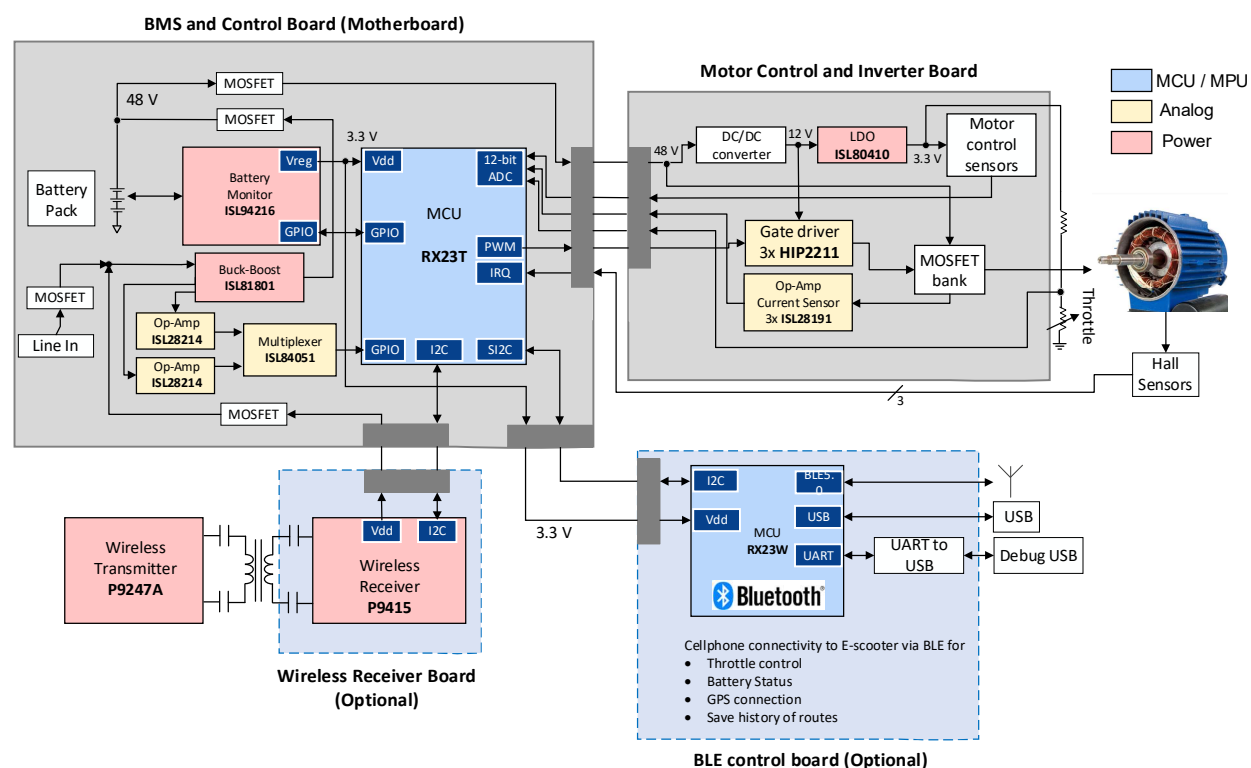 BMS and Control Board (Motherboard)
MOSFET
48 V
MOSFET
3.3 V
Battery
Pack
Vreg
Battery
Monitor
ISL94216
GPIO
Vdd
12-bit
ADC
MCU
RX23T
GPIO
PWM
IRQ
GPIO
I2C
SI2C
Buck-Boost
ISL81801
MOSFET
Line In
Op-Amp
ISL28214
Op-Amp
ISL28214
Multiplexer
ISL84051
MOSFET
Motor Control and Inverter Board
48 V
DC/DC
converter
12 V
LDO
ISL80410
3.3 V
Motor
control
sensors
Gate driver
3x HIP2211
Op-Amp
Current Sensor
3x ISL28191
MOSFET
bank
Throttle
Hall
Sensors
3
MCU / MPU
Analog
Power
Wireless
Transmitter
P9247A
Vdd
I2C
Wireless
Receiver
P9415
Wireless Receiver Board
(Optional)
3.3 V
I2C
Vdd
BLE5.
0
USB
UART
MCU
RX23W
Bluetooth®
USB
UART to
USB
Debug USB
Cellphone connectivity to E-scooter via BLE for
• Throttle control
• Battery Status
• GPS connection
• Save history of routes
BLE control board (Optional)